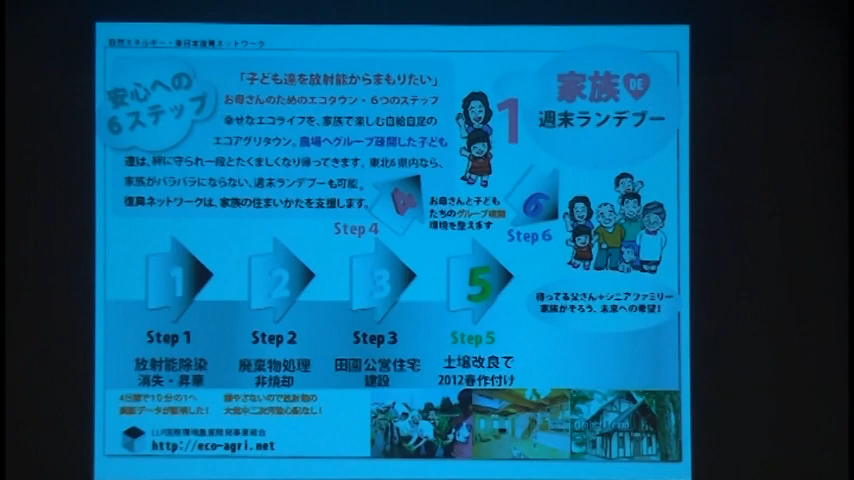 自然エネルギー・東日本復興ネットワーク
安心への
6ステップ
「子ども達を放射能からまもりたい」
お母さんのためのエコタウン・6つのステップ
幸せなエコライフを、家族で楽しむ自給自足の
エコアグリタウン。農場へグループ疎開した子ども
達は、絆に守られ一段とたくましくなり帰ってきます。東北6県内なら、
家族がバラバラにならない、週末ランデブーも可能。
復興ネットワークは、家族の住まいかたを支援します。
1
家族DE
週末ランデブー
4
Step 4
お母さんと子ども
たちのグループ疎開
環境を整えます
6
Step 6
1
Step 1
放射能除染
消失・昇華
2
Step 2
廃棄物処理
非焼却
3
Step 3
田園公営住宅
建設
5
Step 5
土壌改良で
2012春作付け
待ってる父さん+シニアファミリー
家族がそろう、未来への希望!
4日間で10分の1へ
実証データが証明した!
燃やさないので放射物の
大気中二次汚染心配なし!
LLP国際環境農業開発事業組合
http://eco-agri.net